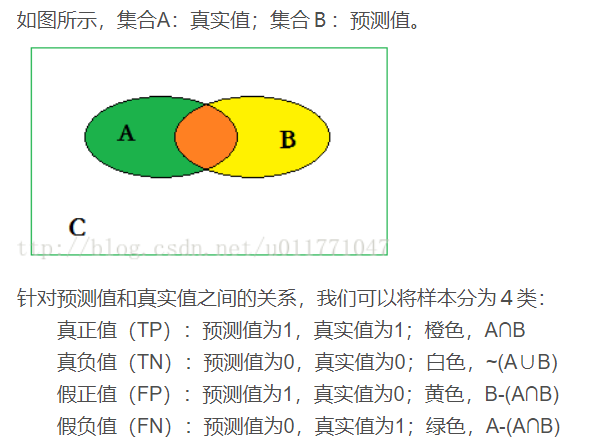 如图所示，集合A：真实值；集合B：预测值。
A
B
C
ttp://blog.csdn.net/u011771047
针对预测值和真实值之间的关系，我们可以将样本分为4类：
真正值（TP）：预测值为1，真实值为1；橙色，A∩B
真负值（TN）：预测值为0，真实值为0；白色，~(A∪B)
假正值（FP）：预测值为1，真实值为0；黄色，B-(A∩B)
假负值（FN）：预测值为0，真实值为1；绿色，A-(A∩B)